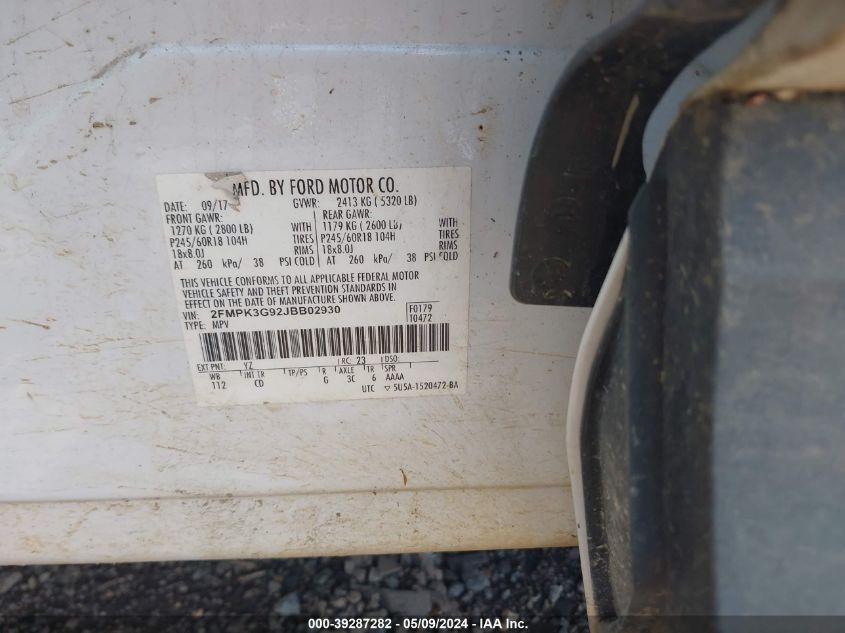 MFD. BY FORD MOTOR CO.
DATE: 09/17 GVWR: 2413 KG ( 5320 LB)
FRONT GAWR: REAR GAWR:
1270 KG ( 2800 LB) WITH 1179 KG ( 2600 LB) WITH
P245/60R18 104H TIRES P245/60R18 104H TIRES
18x8.0J RIMS 18x8.0J RIMS
AT 260 kPa/ 38 PSI COLD AT 260 kPa/ 38 PSI COLD
THIS VEHICLE CONFORMS TO ALL APPLICABLE FEDERAL MOTOR
VEHICLE SAFETY AND THEFT PREVENTION STANDARDS IN
EFFECT ON THE DATE OF MANUFACTURE SHOWN ABOVE.
VIN: 2FMPK3G92JBB02930 F0179
TYPE: MPV T0472
EXT PNT: YZ RC: 23 DSO:
WB INT TR TP/PS R AXLE TR SPR
112 CD G 3C 6 AAAA
UTC 5U5A-1520472-BA
000-39287282 - 05/09/2024 - IAA Inc.